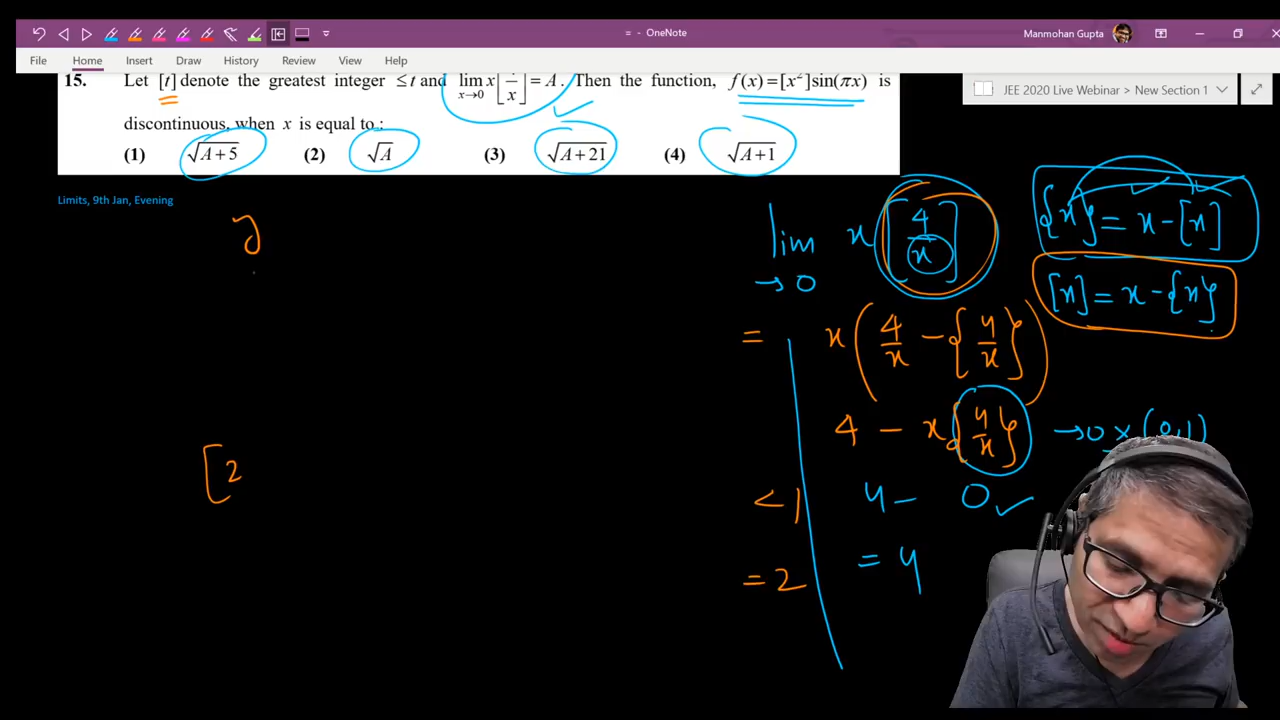 = - OneNote
Manmohan Gupta
File Home Insert Draw History Review View Help
JEE 2020 Live Webinar > New Section 1
15. Let [t] denote the greatest integer ≤ t and lim x→0 x[4/x] = A. Then the function, f(x) = [x²]sin(πx) is
discontinuous, when x is equal to :
(1) √A+5 (2) √A (3) √A+21 (4) √A+1
Limits, 9th Jan, Evening
lim →0 x [4/x]
{x} = x - [x]
[x] = x - {x}
= x(4/x - {4/x})
4 - x{4/x} → 0 × (0,1)
[2
< 1
4 - 0
= 4
= 2